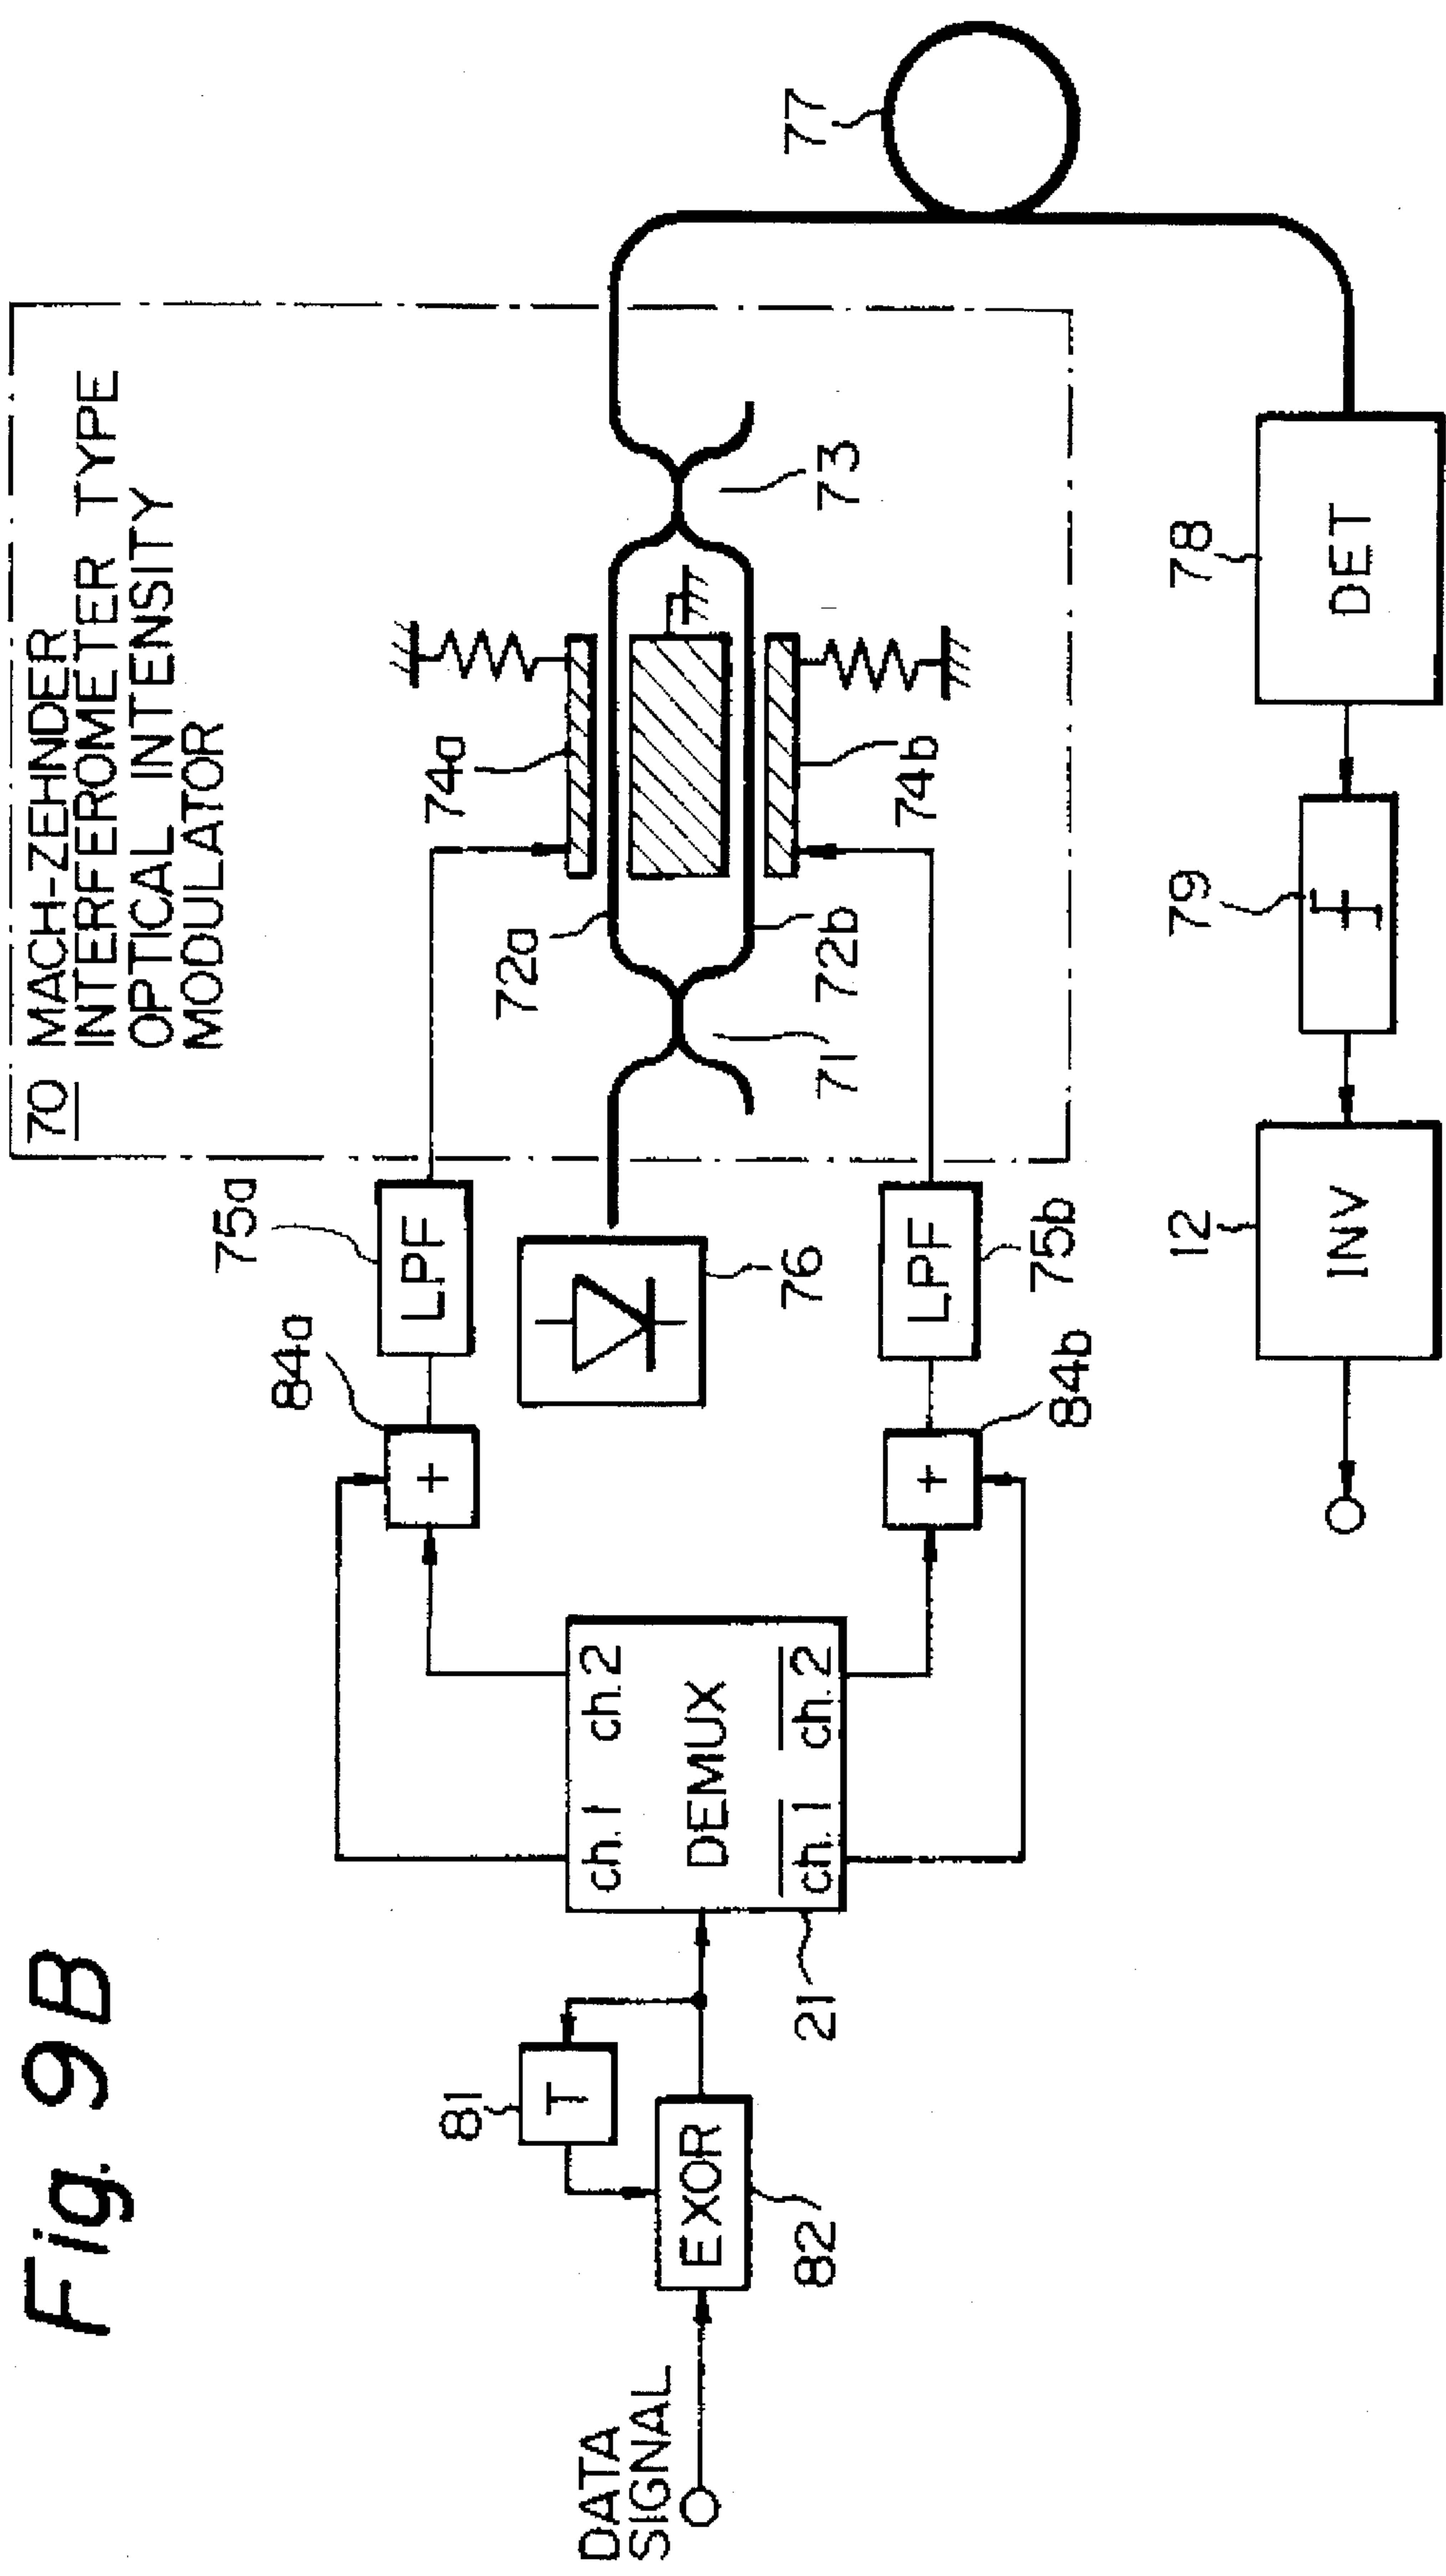 Fig. 9B
70 MACH-ZEHNDER
INTERFEROMETER TYPE
OPTICAL INTENSITY
MODULATOR
DATA
SIGNAL
EXOR
82
T
81
ch.1 ch.2
DEMUX
ch.1 ch.2
21
+
84a
+
84b
LPF
75a
LPF
75b
76
71
72a
72b
74a
74b
73
77
DET
78
79
INV
12